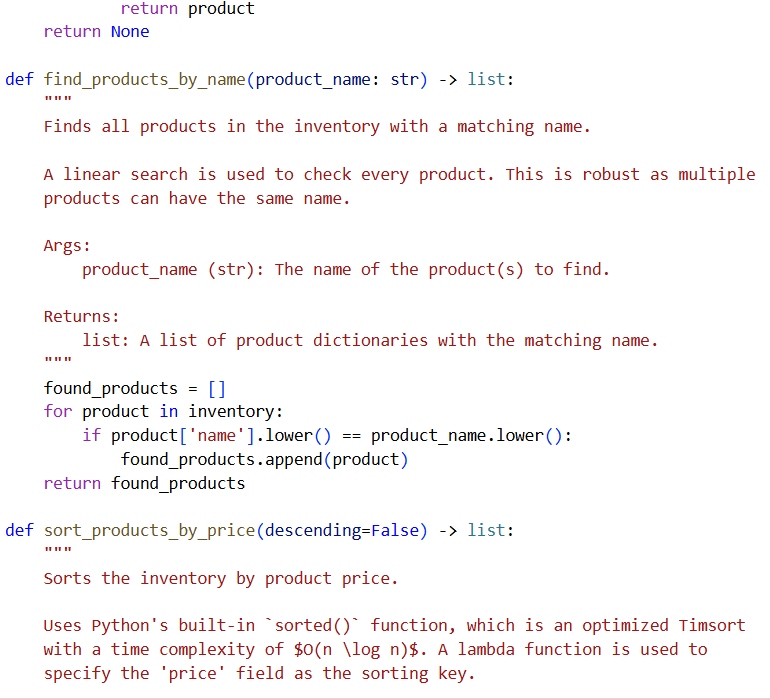 return product
    return None

def find_products_by_name(product_name: str) -> list:
    """
    Finds all products in the inventory with a matching name.

    A linear search is used to check every product. This is robust as multiple
    products can have the same name.

    Args:
        product_name (str): The name of the product(s) to find.

    Returns:
        list: A list of product dictionaries with the matching name.
    """
    found_products = []
    for product in inventory:
        if product['name'].lower() == product_name.lower():
            found_products.append(product)
    return found_products

def sort_products_by_price(descending=False) -> list:
    """
    Sorts the inventory by product price.

    Uses Python's built-in `sorted()` function, which is an optimized Timsort
    with a time complexity of $O(n \log n)$. A lambda function is used to
    specify the 'price' field as the sorting key.